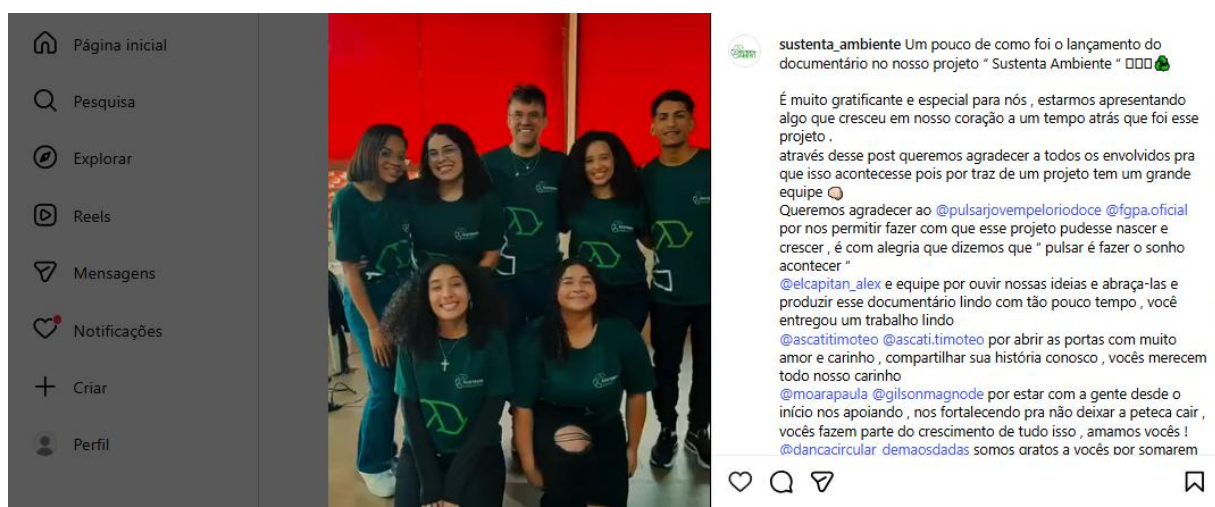 Página inicial
Pesquisa
Explorar
Reels
Mensagens
Notificações
Criar
Perfil
sustenta_ambiente Um pouco de como foi o lançamento do
documentário no nosso projeto “ Sustenta Ambiente “
É muito gratificante e especial para nós , estarmos apresentando
algo que cresceu em nosso coração a um tempo atrás que foi esse
projeto .
através desse post queremos agradecer a todos os envolvidos pra
que isso acontecesse pois por traz de um projeto tem um grande
equipe
Queremos agradecer ao @pulsarjovempeloriodoce @fgpa.oficial
por nos permitir fazer com que esse projeto pudesse nascer e
crescer , é com alegria que dizemos que “ pulsar é fazer o sonho
acontecer “
@elcapitan_alex e equipe por ouvir nossas ideias e abraça-las e
produzir esse documentário lindo com tão pouco tempo , você
entregou um trabalho lindo
@ascatitimoteo @ascati.timoteo por abrir as portas com muito
amor e carinho , compartilhar sua história conosco , vocês merecem
todo nosso carinho
@moarapaula @gilsonmagnode por estar com a gente desde o
início nos apoiando , nos fortalecendo pra não deixar a peteca cair ,
vocês fazem parte do crescimento de tudo isso , amamos vocês !
@dancacircular_demaosdadas somos gratos a vocês por somarem